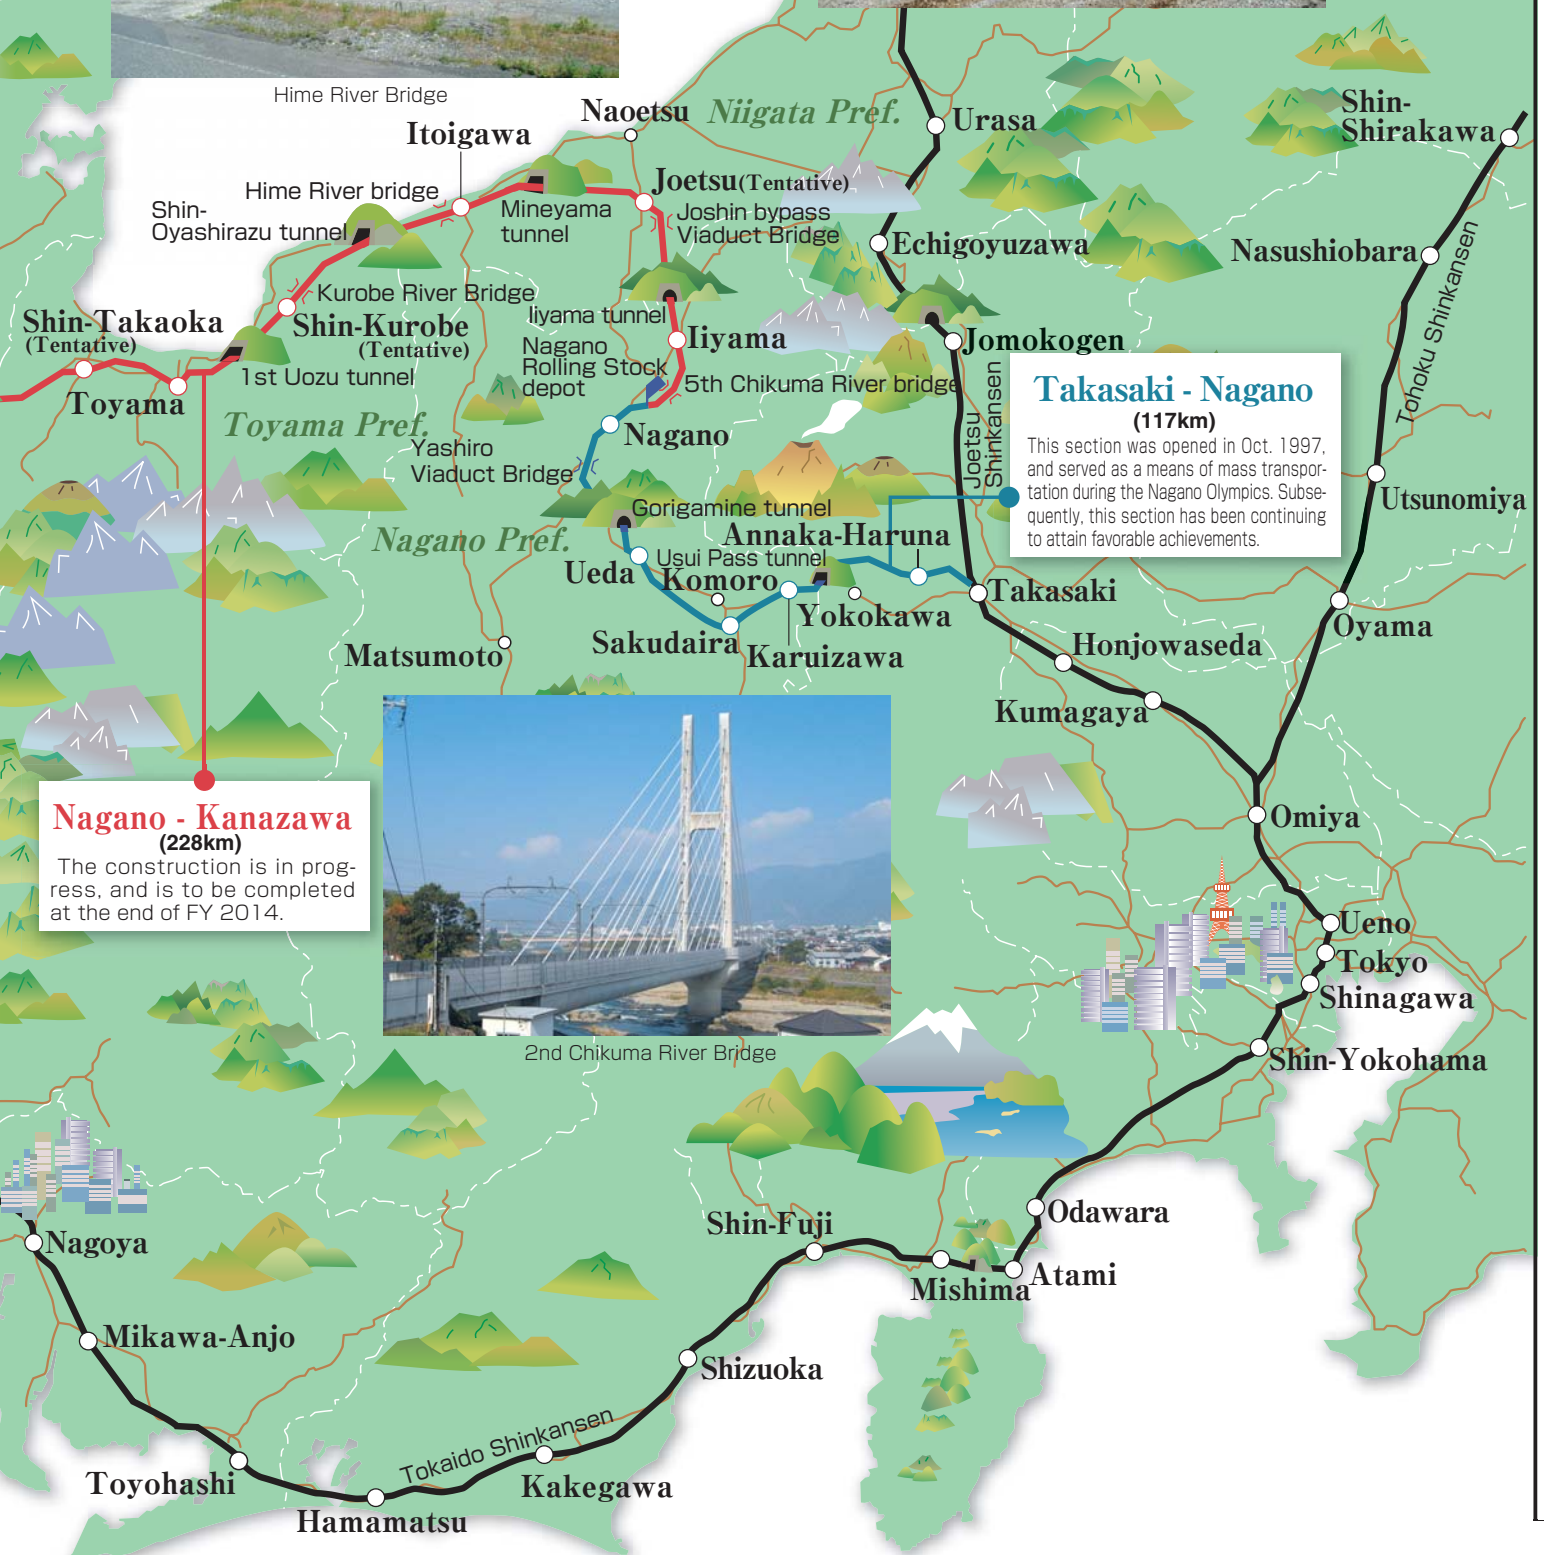 Hime River Bridge
Naoetsu
Niigata Pref.
Itoigawa
Urasa
Shin-
Shirakawa
Hime River bridge
Joetsu(Tentative)
Shin-
Oyashirazu tunnel
Mineyama
tunnel
Joshin bypass
Viaduct Bridge
Echigoyuzawa
Nasushiobara
Kurobe River Bridge
Shin-Takaoka
(Tentative)
Shin-Kurobe
(Tentative)
Iiyama tunnel
Iiyama
Jomokogen
Tohoku Shinkansen
Nagano
Rolling Stock
depot
1st Uozu tunnel
5th Chikuma River bridge
Toyama
Toyama Pref.
Joetsu
Shinkansen
Takasaki - Nagano
(117km)
This section was opened in Oct. 1997,
and served as a means of mass transpor-
tation during the Nagano Olympics. Subse-
quently, this section has been continuing
to attain favorable achievements.
Nagano
Yashiro
Viaduct Bridge
Utsunomiya
Gorigamine tunnel
Nagano Pref.
Annaka-Haruna
Usui Pass tunnel
Ueda
Komoro
Takasaki
Yokokawa
Oyama
Sakudaira
Karuizawa
Matsumoto
Honjowaseda
Kumagaya
Nagano - Kanazawa
(228km)
The construction is in prog-
ress, and is to be completed
at the end of FY 2014.
Omiya
Ueno
Tokyo
Shinagawa
2nd Chikuma River Bridge
Shin-Yokohama
Odawara
Shin-Fuji
Nagoya
Atami
Mishima
Mikawa-Anjo
Shizuoka
Tokaido Shinkansen
Toyohashi
Kakegawa
Hamamatsu